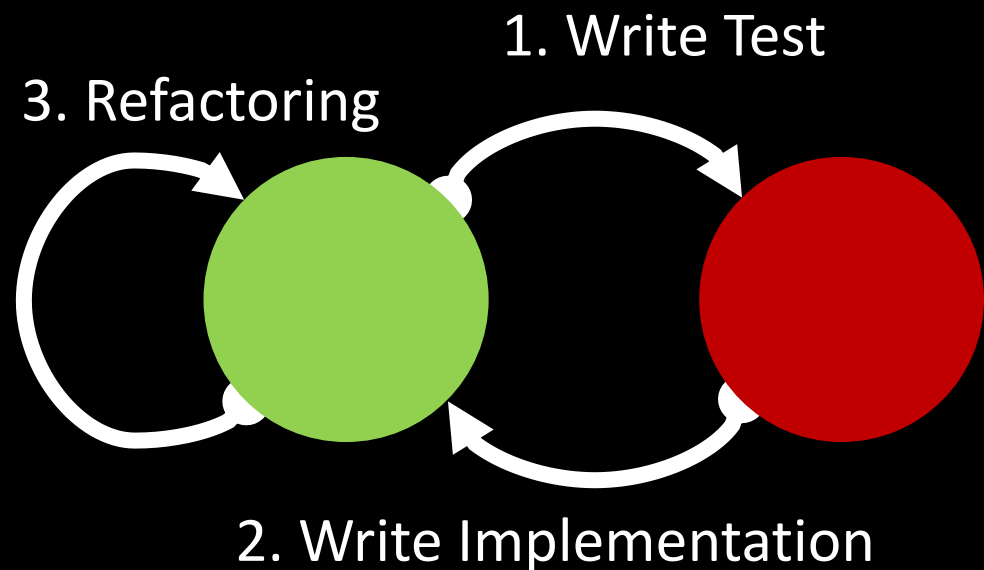 1. Write Test
3. Refactoring
2. Write Implementation